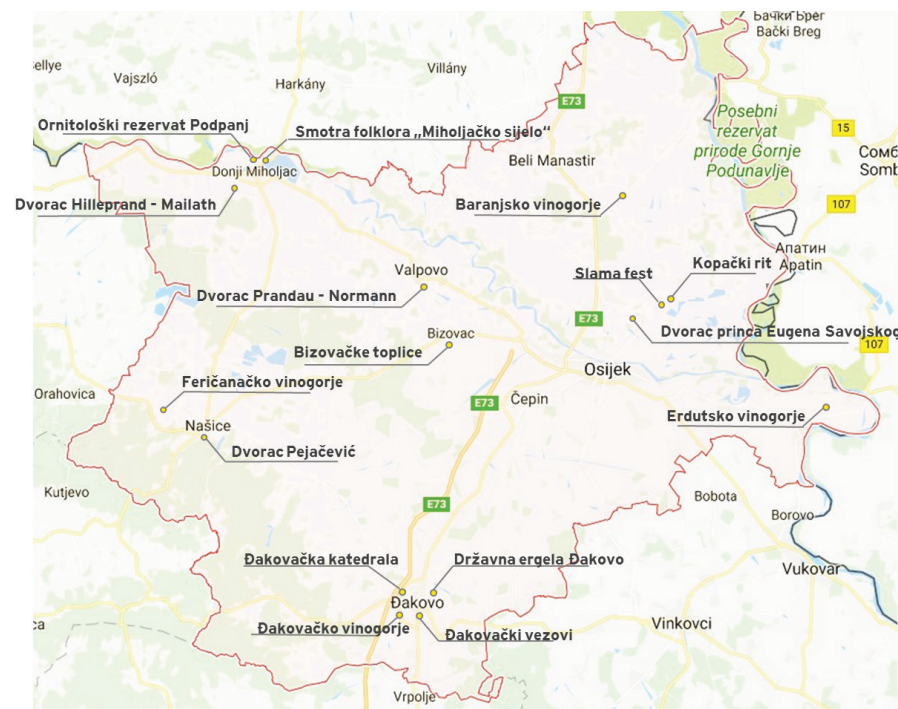 Бачки Брег
Bački Breg
Vajszló
Harkány
Villány
E73
Ornitološki rezervat Podpanj
Smotra folklora „Miholjačko sijelo“
Posebni
rezervat
prirode Gornje
Podunavlje
15
Beli Manastir
Donji Miholjac
Dvorac Hilleprand - Mailath
Baranjsko vinogorje
107
Апатин
Apatin
Valpovo
Slama fest
Kopački rit
Dvorac Prandau - Normann
E73
Dvorac princa Eugena Savojskog
107
Bizovac
Bizovačke toplice
Osijek
Feričanačko vinogorje
Orahovica
Čepin
E73
Erdutsko vinogorje
Našice
Dvorac Pejačević
Kutjevo
Bobota
E73
Borovo
Vukovar
Đakovačka katedrala
Državna ergela Đakovo
Đakovo
Đakovačko vinogorje
Đakovački vezovi
Vinkovci
Vrpolje